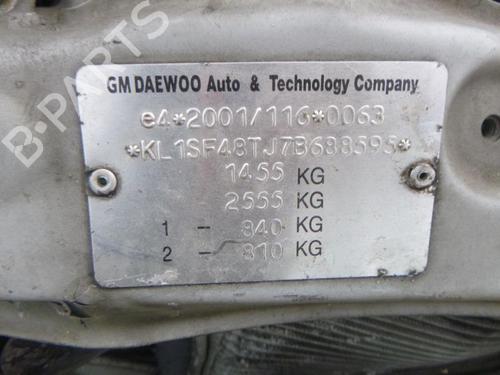 GM DAEWOO Auto & Technology Company
e4*2001/116*0063
*KL1SF48TJ7B688595*
1455 KG
2555 KG
1 - 840 KG
2 - 810 KG
B-PARTS